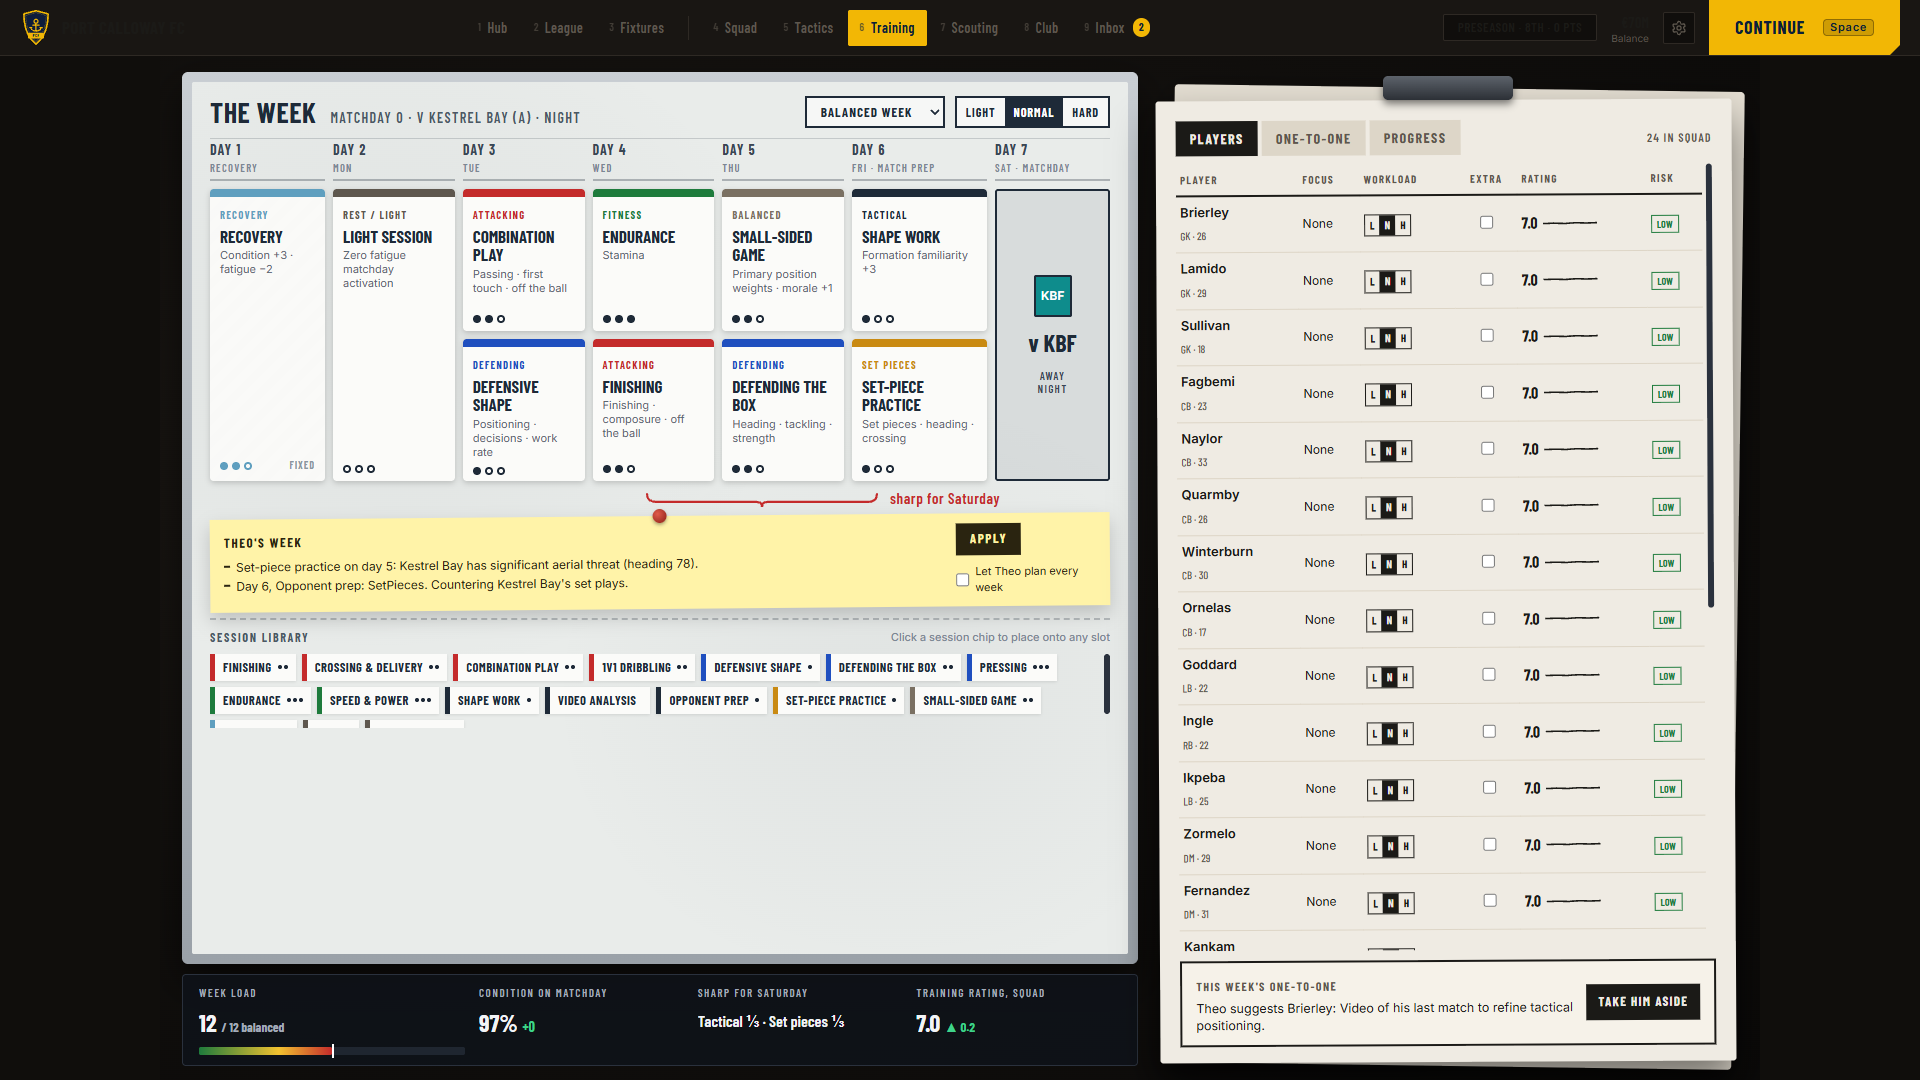 1 Hub
2 League
3 Fixtures
4 Squad
5 Tactics
6 Training
7 Scouting
8 Club
9 Inbox 2
PRESEASON · 8TH · 0 PTS
Balance
CONTINUE Space
THE WEEK MATCHDAY 0 · V KESTREL BAY (A) · NIGHT
BALANCED WEEK
LIGHT NORMAL HARD
DAY 1
RECOVERY
DAY 2
MON
DAY 3
TUE
DAY 4
WED
DAY 5
THU
DAY 6
FRI · MATCH PREP
DAY 7
SAT · MATCHDAY
RECOVERY
RECOVERY
Condition +3 ·
fatigue −2
FIXED
REST / LIGHT
LIGHT SESSION
Zero fatigue
matchday
activation
ATTACKING
COMBINATION
PLAY
Passing · first
touch · off the ball
FITNESS
ENDURANCE
Stamina
BALANCED
SMALL-SIDED
GAME
Primary position
weights · morale +1
TACTICAL
SHAPE WORK
Formation familiarity
+3
DEFENDING
DEFENSIVE
SHAPE
Positioning ·
decisions · work
rate
ATTACKING
FINISHING
Finishing ·
composure · off
the ball
DEFENDING
DEFENDING THE
BOX
Heading · tackling ·
strength
SET PIECES
SET-PIECE
PRACTICE
Set pieces · heading ·
crossing
KBF
v KBF
AWAY
NIGHT
sharp for Saturday
THEO'S WEEK
– Set-piece practice on day 5: Kestrel Bay has significant aerial threat (heading 78).
– Day 6, Opponent prep: SetPieces. Countering Kestrel Bay's set plays.
APPLY
Let Theo plan every
week
SESSION LIBRARY
Click a session chip to place onto any slot
FINISHING ••
CROSSING & DELIVERY ••
COMBINATION PLAY ••
1V1 DRIBBLING ••
DEFENSIVE SHAPE •
DEFENDING THE BOX ••
PRESSING •••
ENDURANCE •••
SPEED & POWER •••
SHAPE WORK •
VIDEO ANALYSIS
OPPONENT PREP •
SET-PIECE PRACTICE •
SMALL-SIDED GAME ••
WEEK LOAD
12 / 12 balanced
CONDITION ON MATCHDAY
97% +0
SHARP FOR SATURDAY
Tactical ⅓ · Set pieces ⅓
TRAINING RATING, SQUAD
7.0 ▲ 0.2
PLAYERS
ONE-TO-ONE
PROGRESS
24 IN SQUAD
PLAYER FOCUS WORKLOAD EXTRA RATING RISK
Brierley
GK · 26
None L N H 7.0 LOW
Lamido
GK · 29
None L N H 7.0 LOW
Sullivan
GK · 18
None L N H 7.0 LOW
Fagbemi
CB · 23
None L N H 7.0 LOW
Naylor
CB · 33
None L N H 7.0 LOW
Quarmby
CB · 26
None L N H 7.0 LOW
Winterburn
CB · 30
None L N H 7.0 LOW
Ornelas
CB · 17
None L N H 7.0 LOW
Goddard
LB · 22
None L N H 7.0 LOW
Ingle
RB · 22
None L N H 7.0 LOW
Ikpeba
LB · 25
None L N H 7.0 LOW
Zormelo
DM · 29
None L N H 7.0 LOW
Fernandez
DM · 31
None L N H 7.0 LOW
Kankam
THIS WEEK'S ONE-TO-ONE
Theo suggests Brierley: Video of his last match to refine tactical
positioning.
TAKE HIM ASIDE